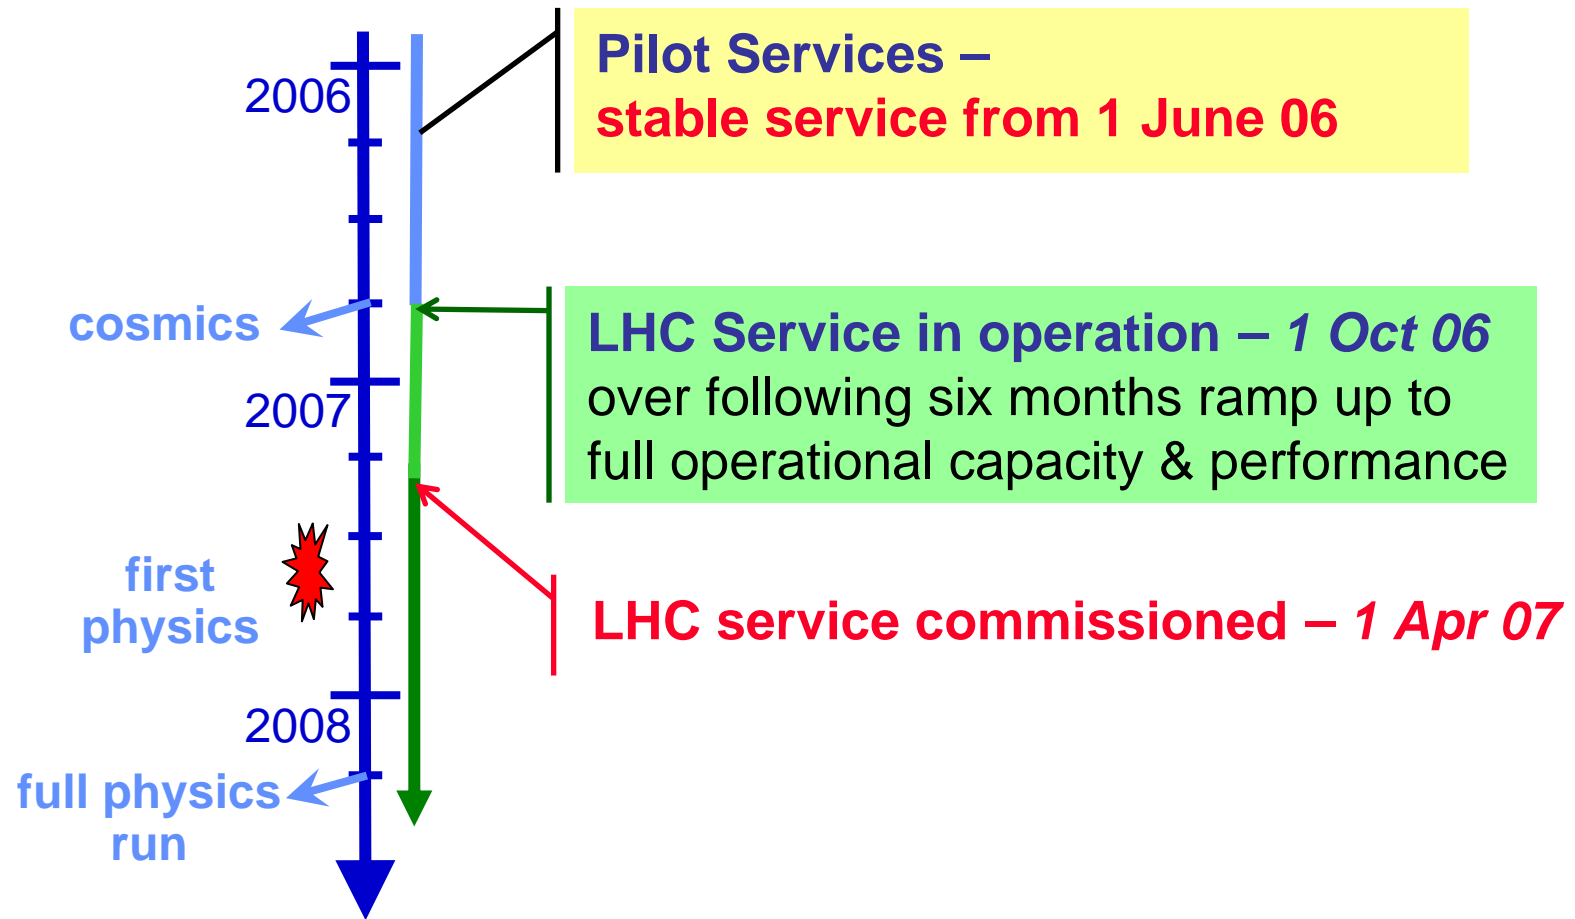 Pilot Services –
stable service from 1 June 06
2006
cosmics
LHC Service in operation – 1 Oct 06
over following six months ramp up to
full operational capacity & performance
2007
first
physics
LHC service commissioned – 1 Apr 07
2008
full physics
run